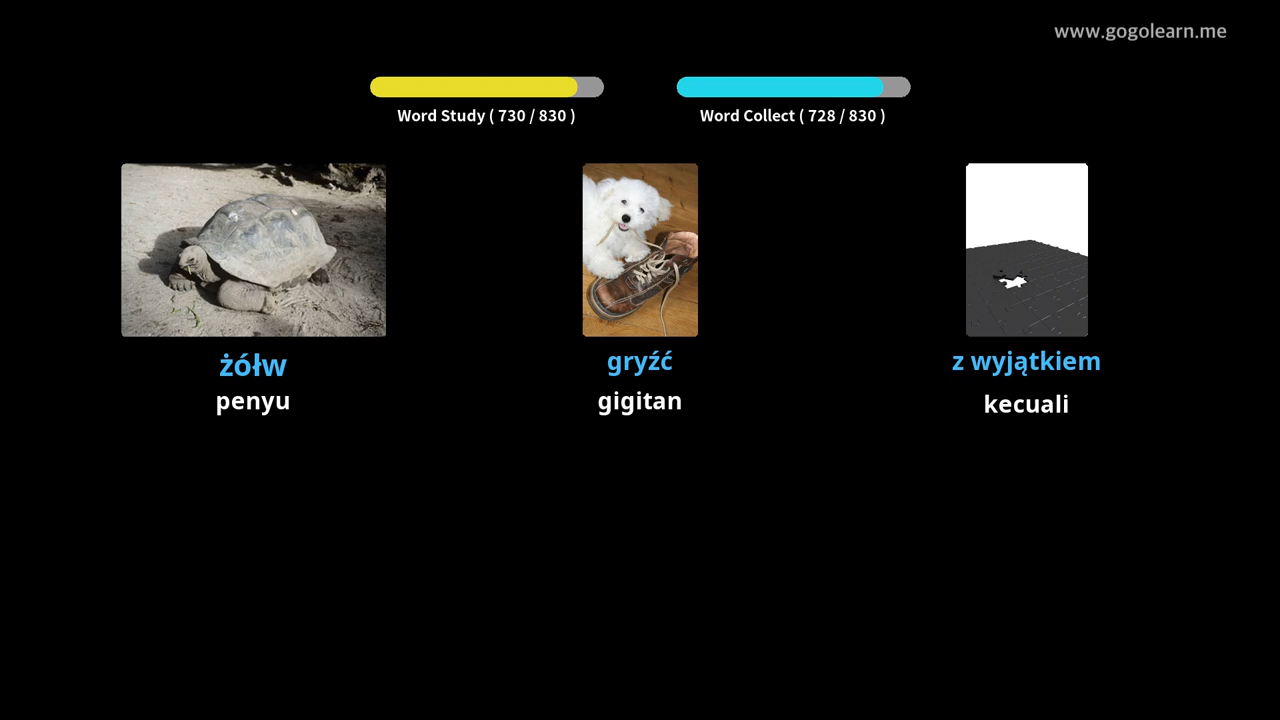 www.gogolearn.me
Word Study ( 730 / 830 )
Word Collect ( 728 / 830 )
żółw
penyu
gryźć
gigitan
z wyjątkiem
kecuali